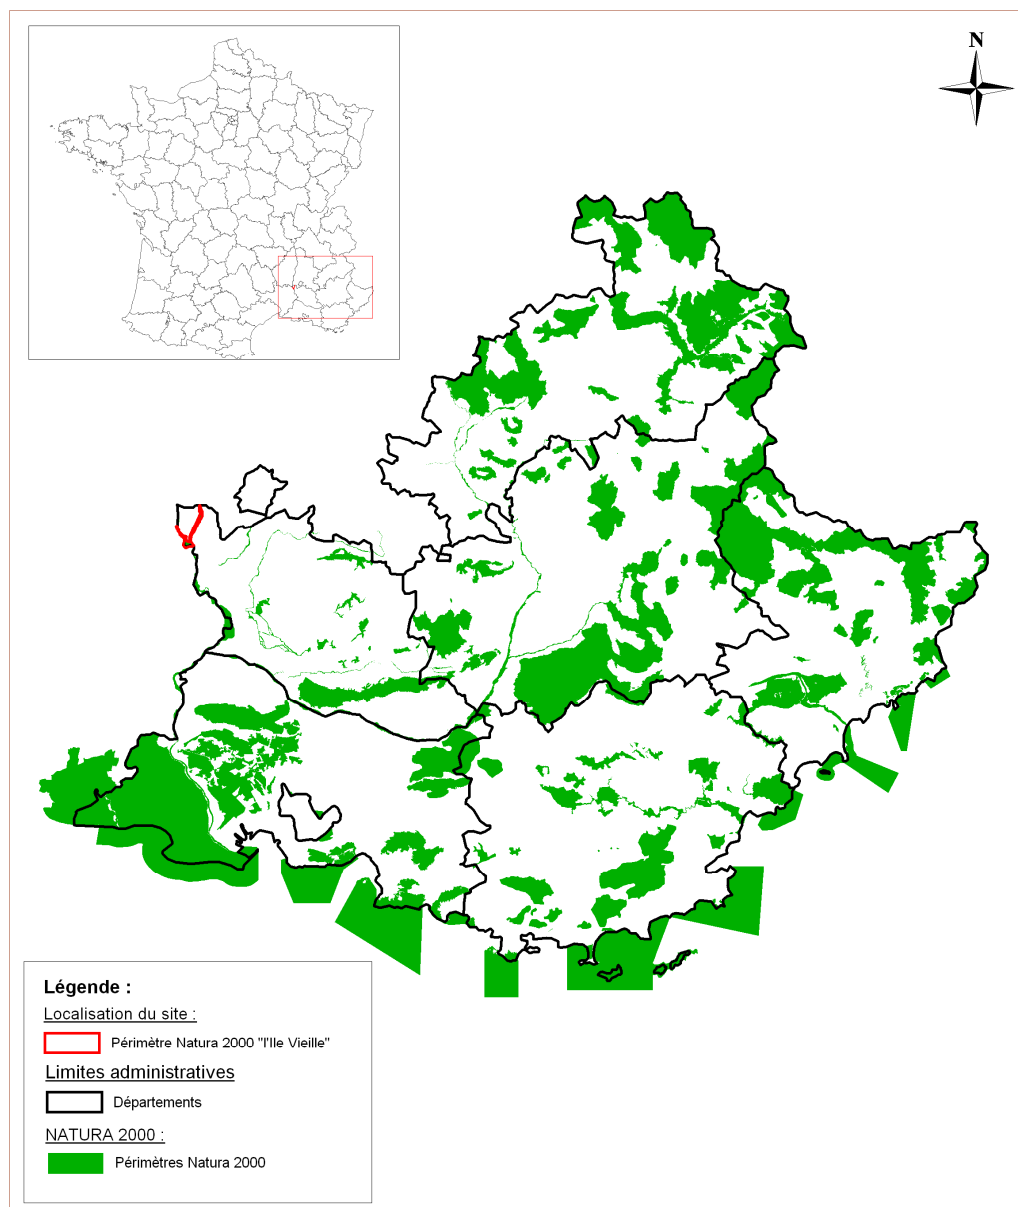 N
Légende :
Localisation du site :
Périmètre Natura 2000 "l'Ile Vieille"
Limites administratives
Départements
NATURA 2000 :
Périmètres Natura 2000